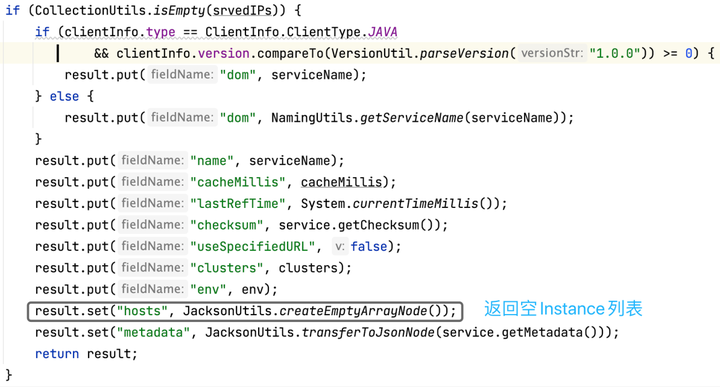 if (CollectionUtils.isEmpty(srvedIPs)) {
if (clientInfo.type == ClientInfo.ClientType.JAVA
&& clientInfo.version.compareTo(VersionUtil.parseVersion( versionStr: "1.0.0")) >= 0) {
result.put( fieldName: "dom", serviceName);
} else {
result.put( fieldName: "dom", NamingUtils.getServiceName(serviceName));
}
result.put( fieldName: "name", serviceName);
result.put( fieldName: "cacheMillis", cacheMillis);
result.put( fieldName: "lastRefTime", System.currentTimeMillis());
result.put( fieldName: "checksum", service.getChecksum());
result.put( fieldName: "useSpecifiedURL", v: false);
result.put( fieldName: "clusters", clusters);
result.put( fieldName: "env", env);
result.set("hosts", JacksonUtils.createEmptyArrayNode()); 返回空 Instance 列表
result.set("metadata", JacksonUtils.transferToJsonNode(service.getMetadata()));
return result;
}